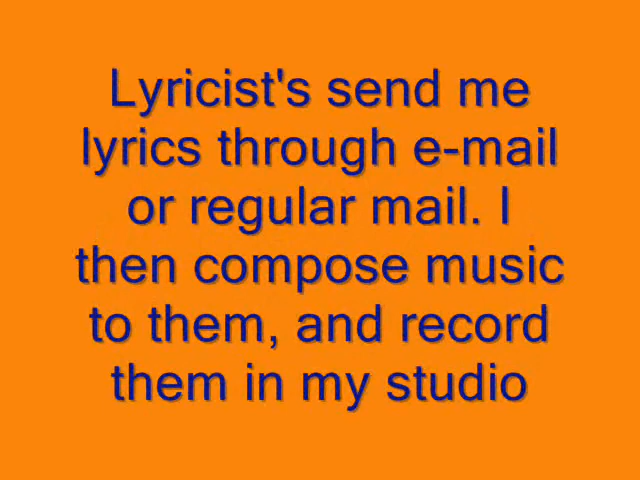 Lyricist's send me
lyrics through e-mail
or regular mail. I
then compose music
to them, and record
them in my studio